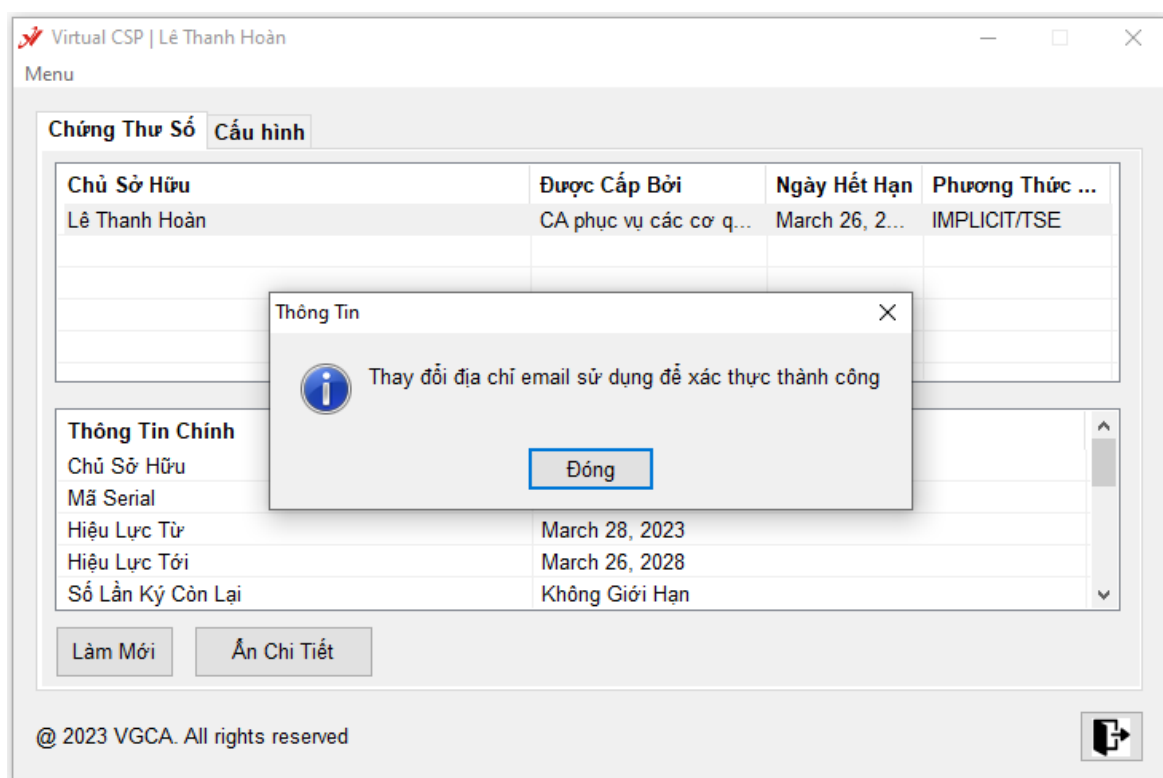 Virtual CSP | Lê Thanh Hoàn
Menu
Chứng Thư Số Cấu hình
Chủ Sở Hữu Được Cấp Bởi Ngày Hết Hạn Phương Thức ...
Lê Thanh Hoàn CA phục vụ các cơ q... March 26, 2... IMPLICIT/TSE
Thông Tin
Thay đổi địa chỉ email sử dụng để xác thực thành công
Đóng
Thông Tin Chính
Chủ Sở Hữu
Mã Serial
Hiệu Lực Từ March 28, 2023
Hiệu Lực Tới March 26, 2028
Số Lần Ký Còn Lại Không Giới Hạn
Làm Mới Ẩn Chi Tiết
@ 2023 VGCA. All rights reserved